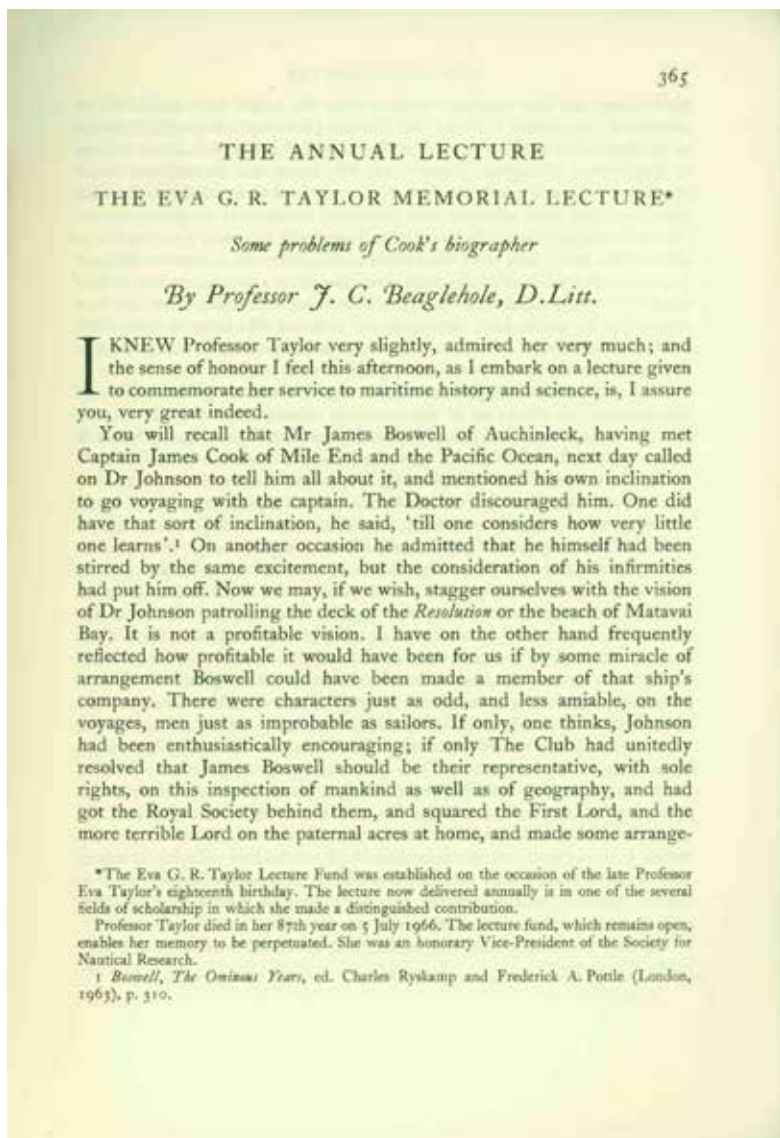 365
THE ANNUAL LECTURE
THE EVA G. R. TAYLOR MEMORIAL LECTURE*
Some problems of Cook's biographer
By Professor J. C. Beaglehole, D.Litt.
I KNEW Professor Taylor very slightly, admired her very much; and
the sense of honour I feel this afternoon, as I embark on a lecture given
to commemorate her service to maritime history and science, is, I assure
you, very great indeed.
You will recall that Mr James Boswell of Auchinleck, having met
Captain James Cook of Mile End and the Pacific Ocean, next day called
on Dr Johnson to tell him all about it, and mentioned his own inclination
to go voyaging with the captain. The Doctor discouraged him. One did
have that sort of inclination, he said, 'till one considers how very little
one learns'.1 On another occasion he admitted that he himself had been
stirred by the same excitement, but the consideration of his infirmities
had put him off. Now we may, if we wish, stagger ourselves with the vision
of Dr Johnson patrolling the deck of the Resolution or the beach of Matavai
Bay. It is not a profitable vision. I have on the other hand frequently
reflected how profitable it would have been for us if by some miracle of
arrangement Boswell could have been made a member of that ship's
company. There were characters just as odd, and less amiable, on the
voyages, men just as improbable as sailors. If only, one thinks, Johnson
had been enthusiastically encouraging; if only The Club had unitedly
resolved that James Boswell should be their representative, with sole
rights, on this inspection of mankind as well as of geography, and had
got the Royal Society behind them, and squared the First Lord, and the
more terrible Lord on the paternal acres at home, and made some arrange-
*The Eva G. R. Taylor Lecture Fund was established on the occasion of the late Professor
Eva Taylor's eighteenth birthday. The lecture now delivered annually is in one of the several
fields of scholarship in which she made a distinguished contribution.
Professor Taylor died in her 87th year on 5 July 1966. The lecture fund, which remains open,
enables her memory to be perpetuated. She was an honorary Vice-President of the Society for
Nautical Research.
1 Boswell, The Ominous Years, ed. Charles Ryskamp and Frederick A. Pottle (London,
1963), p. 310.